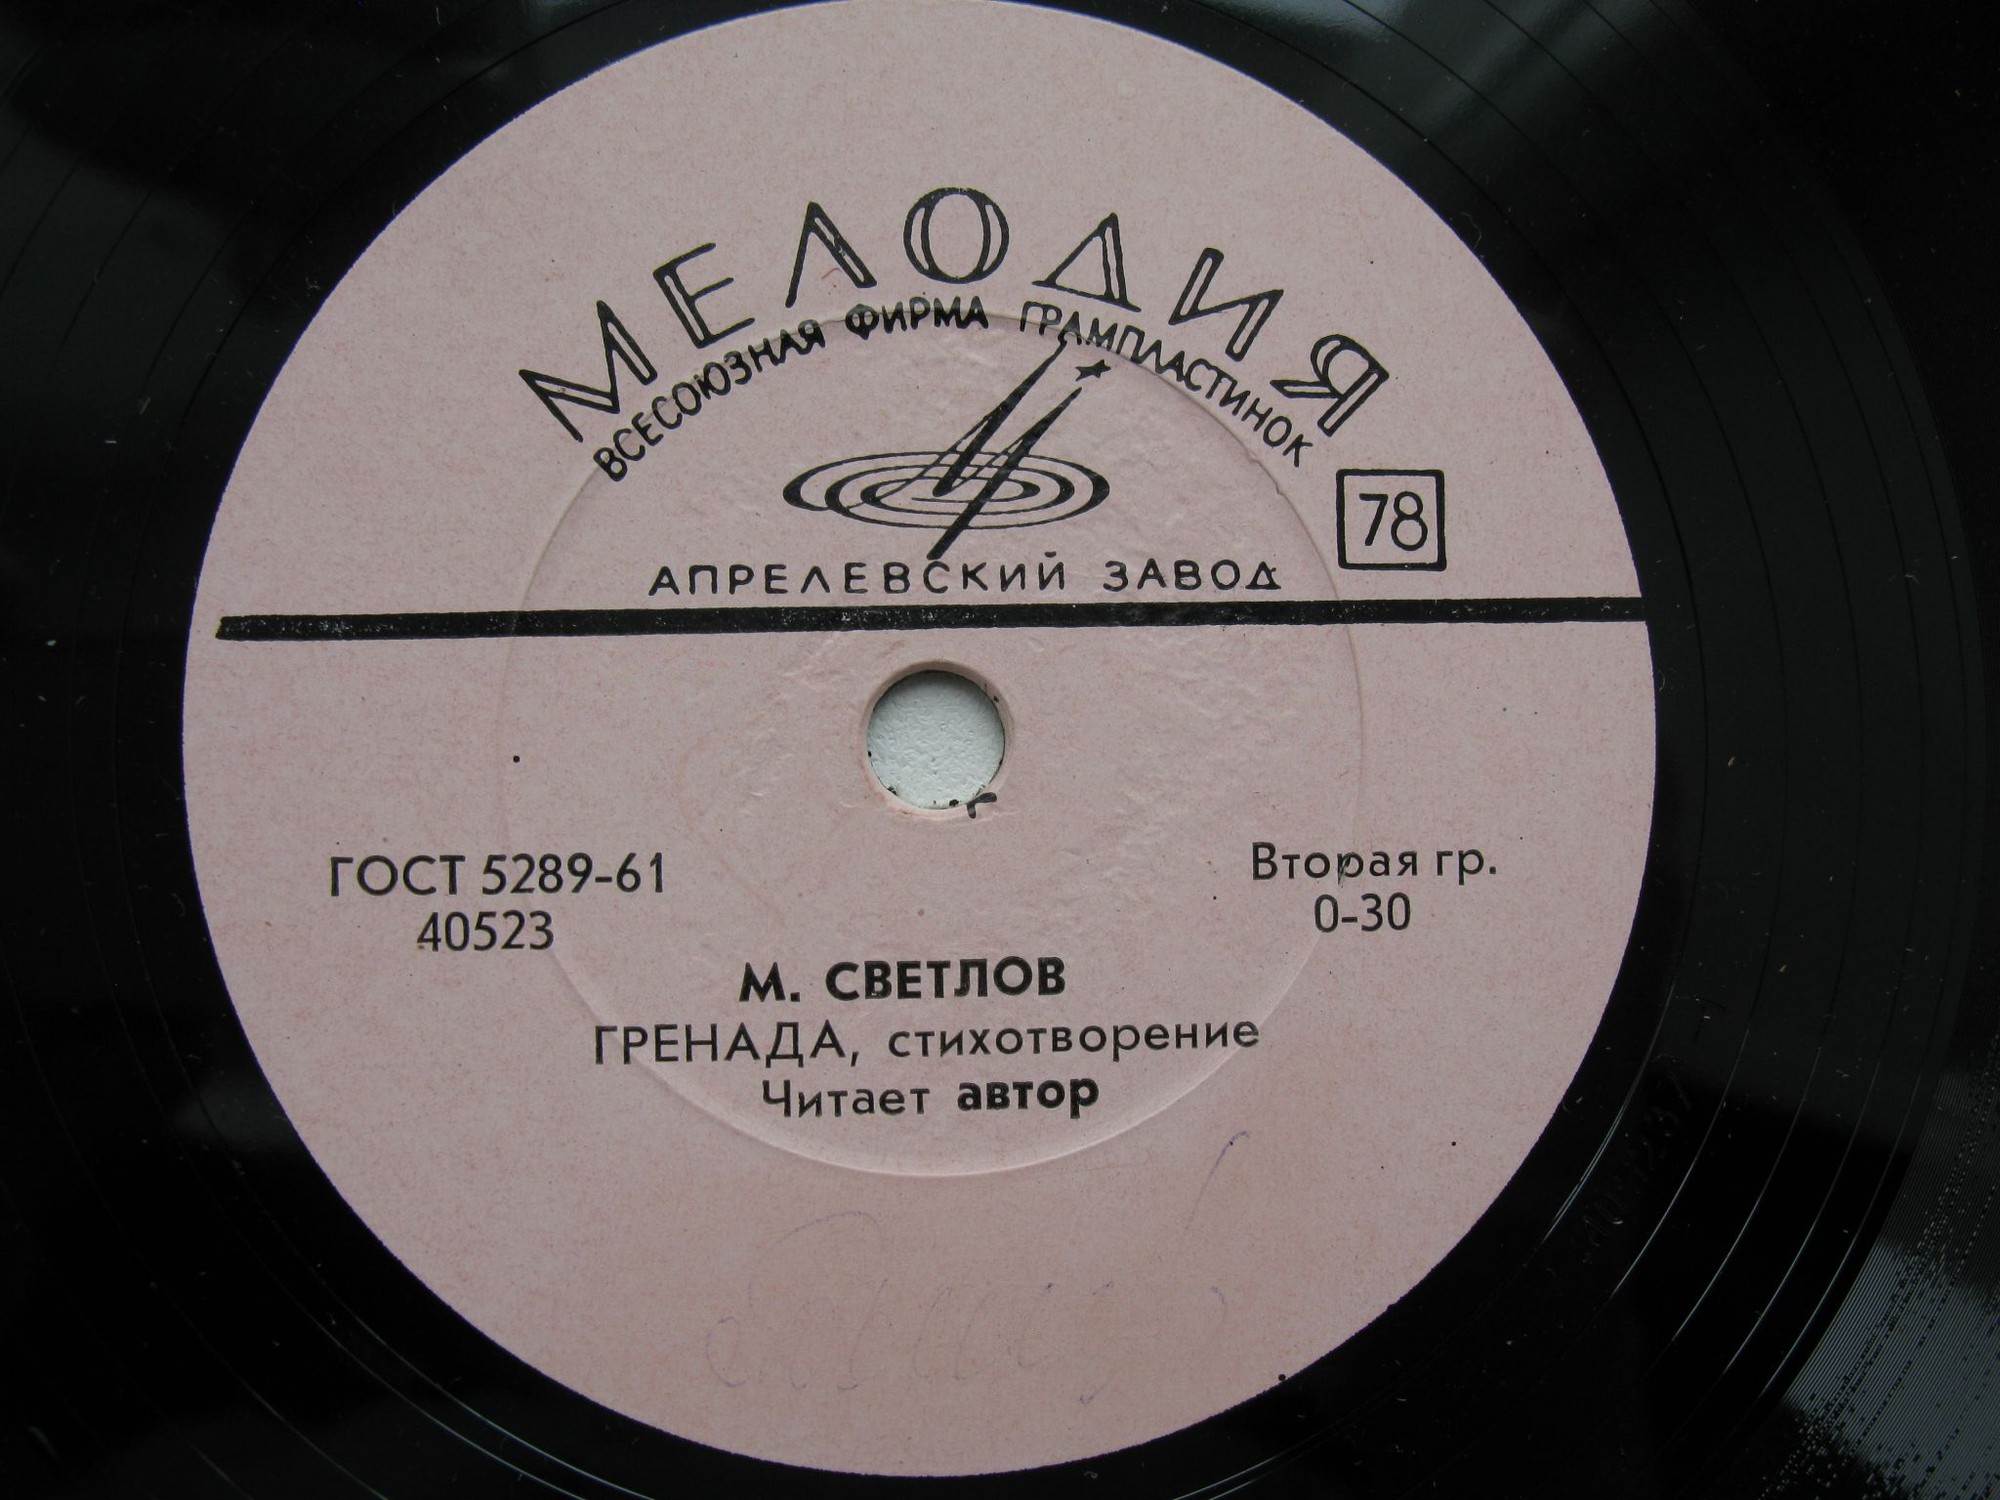 МЕЛОДИЯ
ВСЕСОЮЗНАЯ ФИРМА ГРАМПЛАСТИНОК
78
АПРЕЛЕВСКИЙ ЗАВОД
ГОСТ 5289-61
40523
Вторая гр.
0-30
М. СВЕТЛОВ
ГРЕНАДА, стихотворение
Читает автор